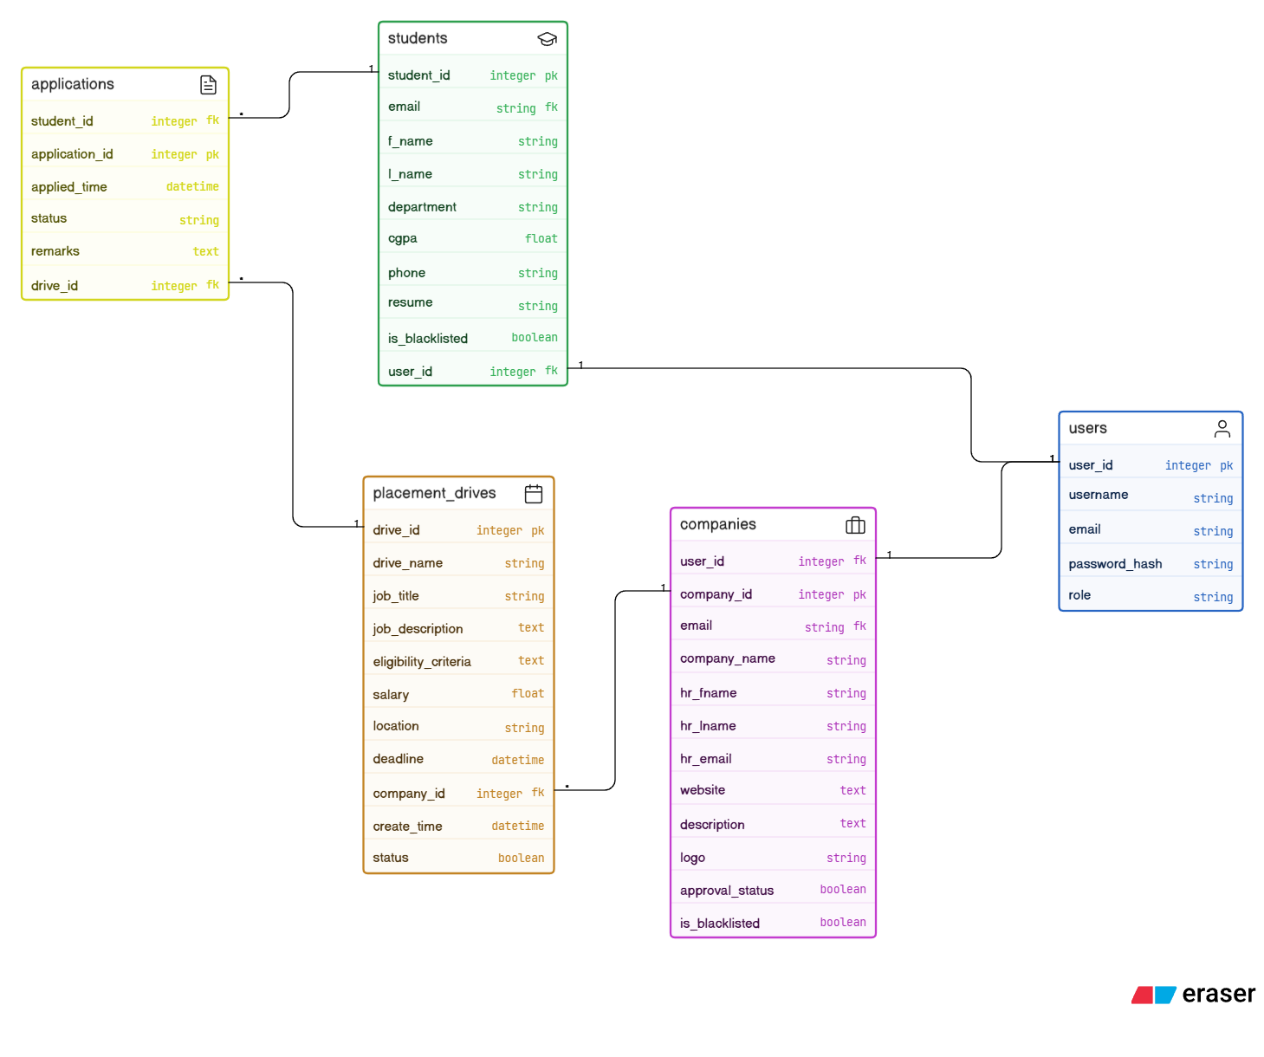 applications
student_id integer fk
application_id integer pk
applied_time datetime
status string
remarks text
drive_id integer fk
students
student_id integer pk
email string fk
f_name string
l_name string
department string
cgpa float
phone string
resume string
is_blacklisted boolean
user_id integer fk
users
user_id integer pk
username string
email string
password_hash string
role string
placement_drives
drive_id integer pk
drive_name string
job_title string
job_description text
eligibility_criteria text
salary float
location string
deadline datetime
company_id integer fk
create_time datetime
status boolean
companies
user_id integer fk
company_id integer pk
email string fk
company_name string
hr_fname string
hr_lname string
hr_email string
website text
description text
logo string
approval_status boolean
is_blacklisted boolean
1
1
1
1
1
1
eraser